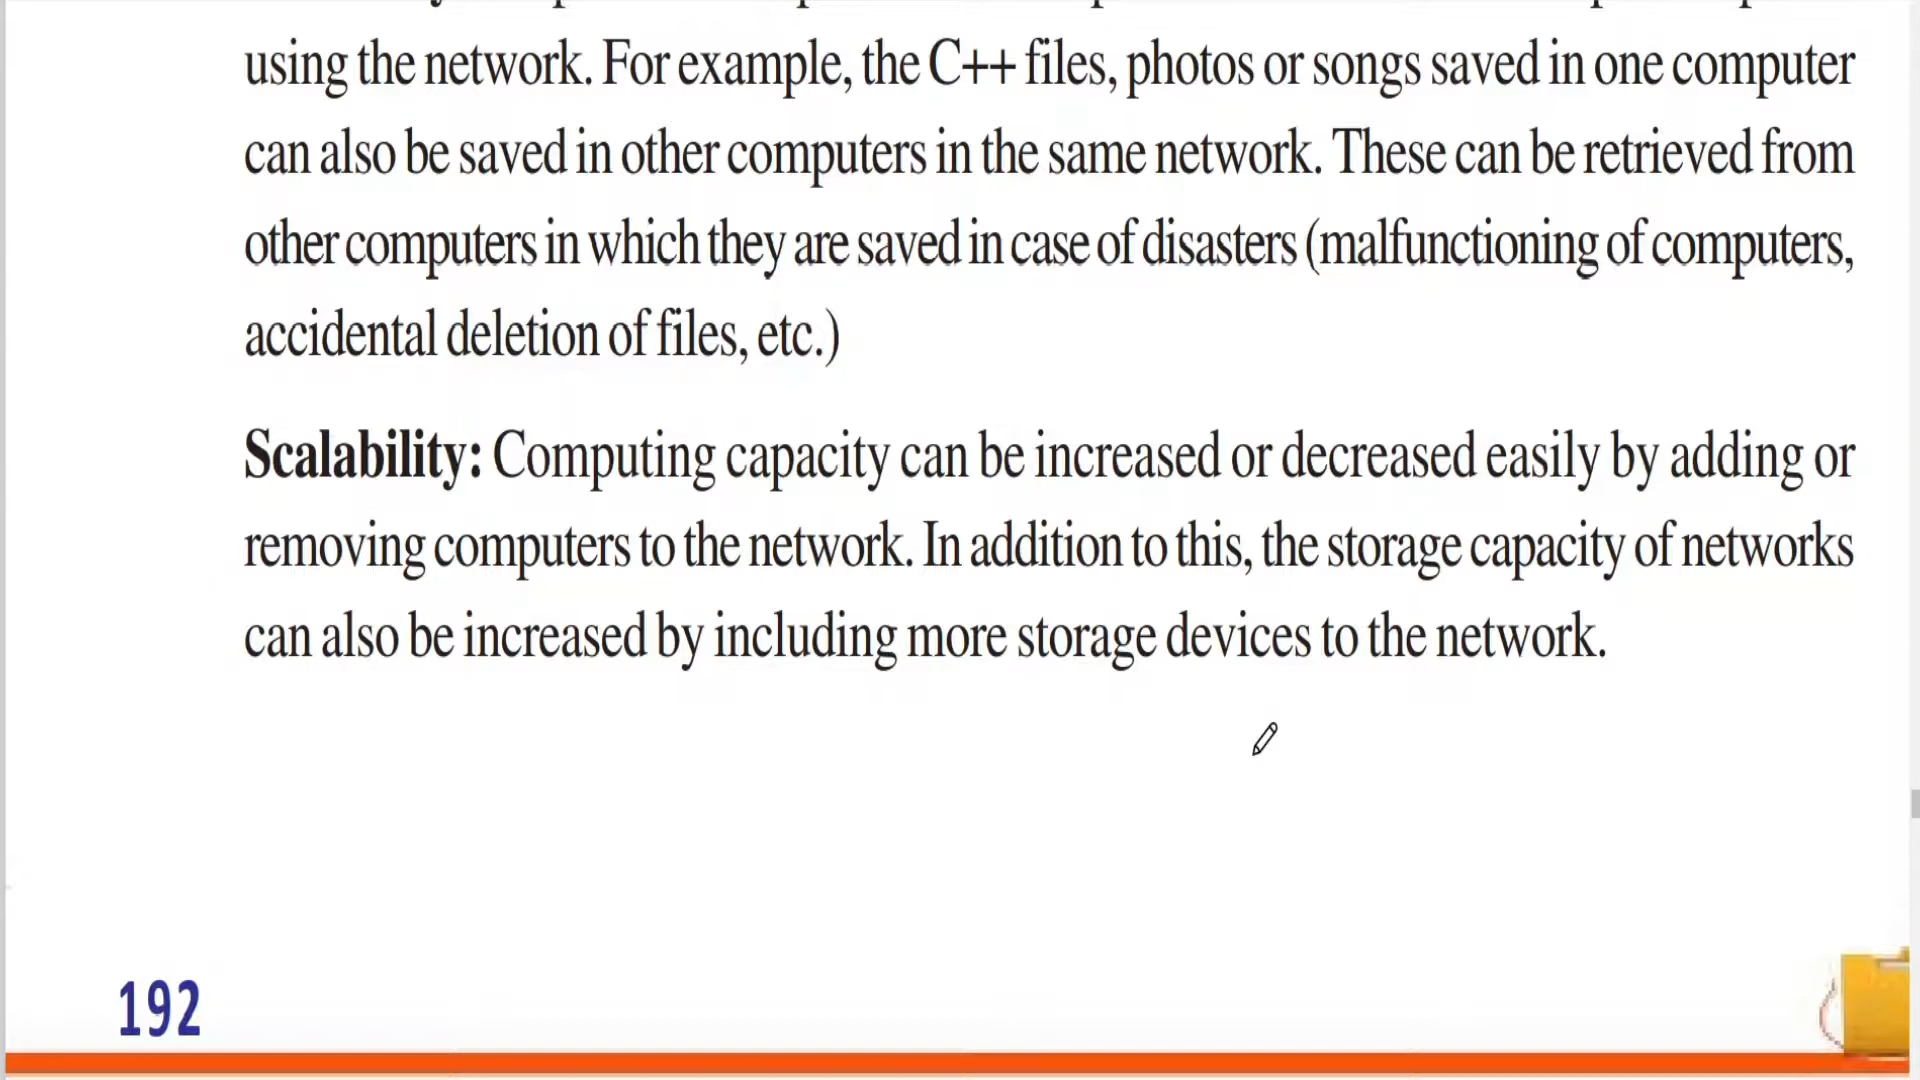 using the network. For example, the C++ files, photos or songs saved in one computer
can also be saved in other computers in the same network. These can be retrieved from
other computers in which they are saved in case of disasters (malfunctioning of computers,
accidental deletion of files, etc.)
Scalability: Computing capacity can be increased or decreased easily by adding or
removing computers to the network. In addition to this, the storage capacity of networks
can also be increased by including more storage devices to the network.
192